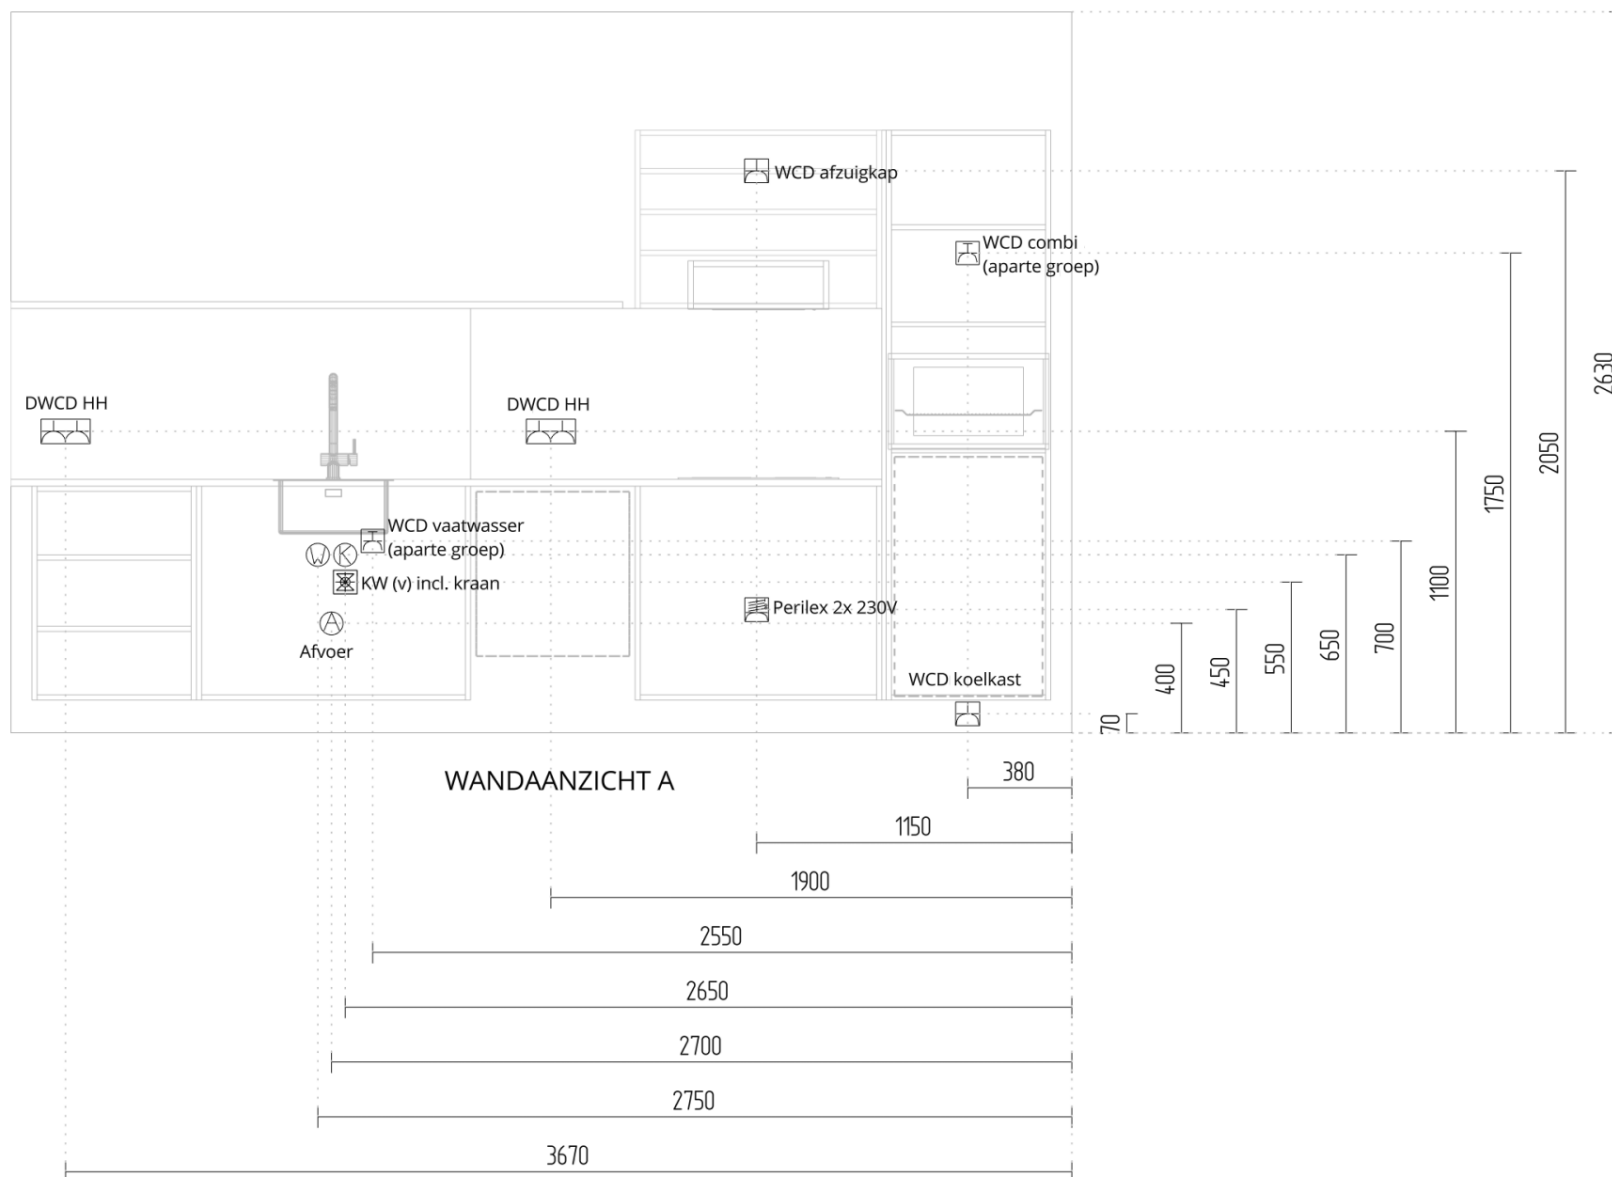 WCD afzuigkap
WCD combi
(aparte groep)
DWCD HH
DWCD HH
WCD vaatwasser
(aparte groep)
W
K
KW (v) incl. kraan
Perilex 2x 230V
A
Afvoer
WCD koelkast
70
400
450
550
650
700
1100
1750
2050
2630
WANDAANZICHT A
380
1150
1900
2550
2650
2700
2750
3670